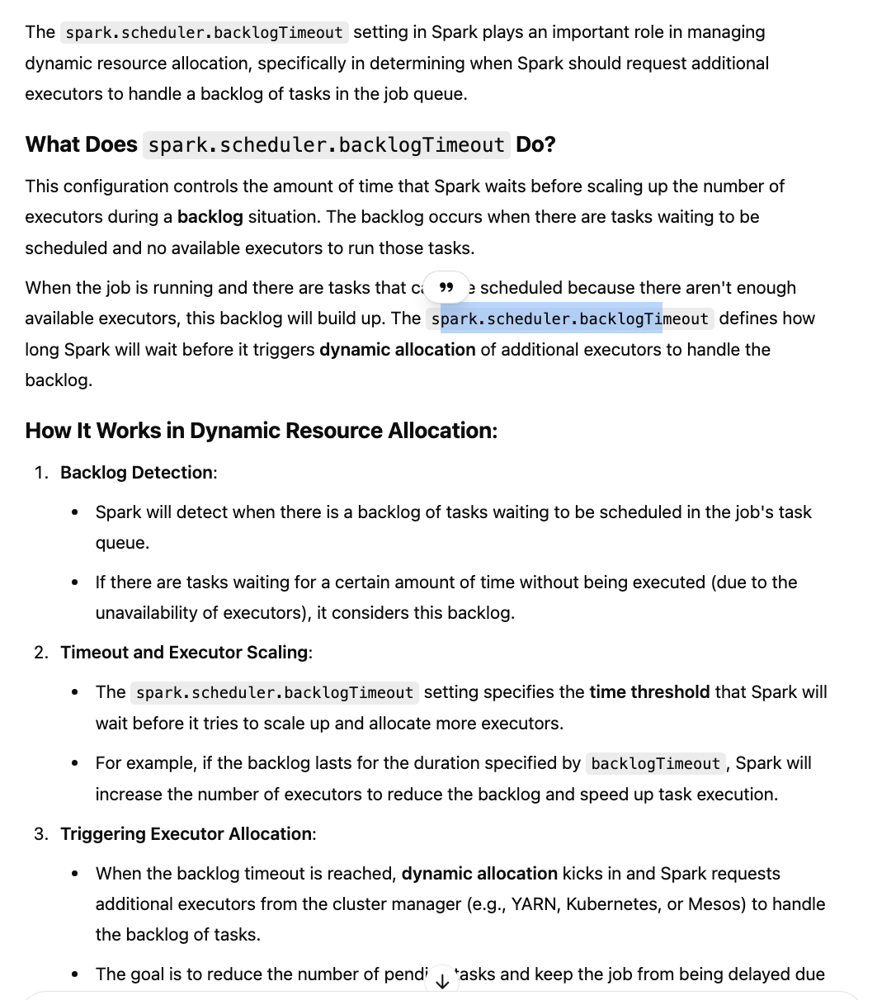 The spark.scheduler.backlogTimeout setting in Spark plays an important role in managing
dynamic resource allocation, specifically in determining when Spark should request additional
executors to handle a backlog of tasks in the job queue.
What Does spark.scheduler.backlogTimeout Do?
This configuration controls the amount of time that Spark waits before scaling up the number of
executors during a backlog situation. The backlog occurs when there are tasks waiting to be
scheduled and no available executors to run those tasks.
When the job is running and there are tasks that scheduled because there aren't enough
available executors, this backlog will build up. The spark.scheduler.backlogTimeout defines how
long Spark will wait before it triggers dynamic allocation of additional executors to handle the
backlog.
How It Works in Dynamic Resource Allocation:
1. Backlog Detection:
• Spark will detect when there is a backlog of tasks waiting to be scheduled in the job's task
queue.
• If there are tasks waiting for a certain amount of time without being executed (due to the
unavailability of executors), it considers this backlog.
2. Timeout and Executor Scaling:
• The spark.scheduler.backlogTimeout setting specifies the time threshold that Spark will
wait before it tries to scale up and allocate more executors.
• For example, if the backlog lasts for the duration specified by backlogTimeout, Spark will
increase the number of executors to reduce the backlog and speed up task execution.
3. Triggering Executor Allocation:
• When the backlog timeout is reached, dynamic allocation kicks in and Spark requests
additional executors from the cluster manager (e.g., YARN, Kubernetes, or Mesos) to handle
the backlog of tasks.
• The goal is to reduce the number of pending tasks and keep the job from being delayed due